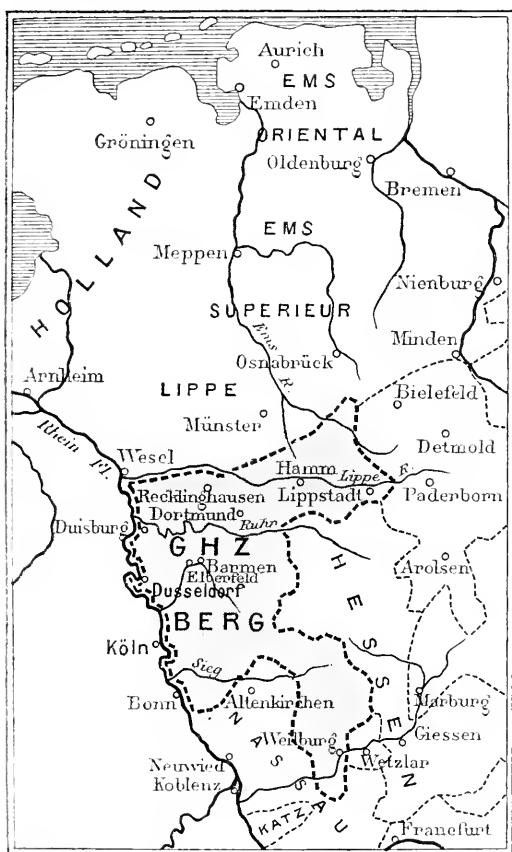 Aurich
EMS
Emden
Gröningen
ORIENTAL
Oldenburg
Bremen
HOLLAND
EMS
Meppen
Nienburg
SUPERIEUR
Ems R.
Osnabrück
Minden
Arnheim
LIPPE
Bielefeld
Münster
Rhein Fl.
Detmold
Wesel
Hamm
Lippe F.
Recklinghausen
Lippstadt
Paderborn
Dortmund
Duisburg
Ruhr
GHZ
Barmen
Elberfeld
Arolsen
Dusseldorf
HESSEN
BERG
Köln
Sieg
Bonn
Altenkirchen
Marburg
NASSAU
Weilburg
Giessen
Wetzlar
Neuwied
Koblenz
KATZ.
Francfurt